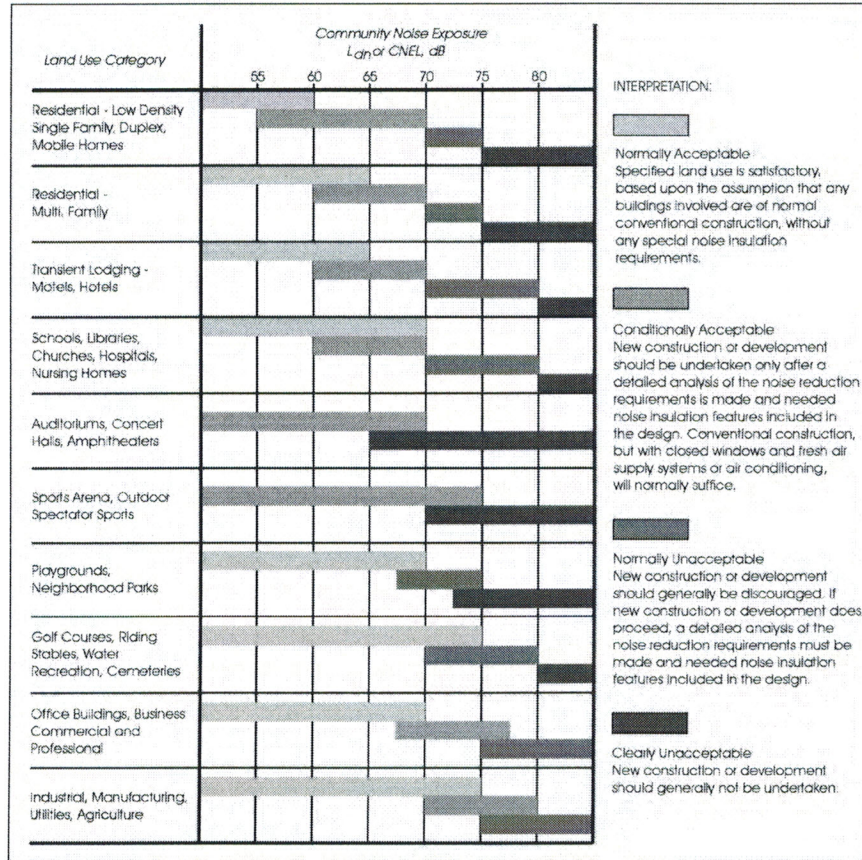 Community Noise Exposure
Ldn or CNEL, dB
Land Use Category
55 60 65 70 75 80
Residential - Low Density
Single Family, Duplex,
Mobile Homes
Residential -
Multi. Family
Transient Lodging -
Motels, Hotels
Schools, Libraries,
Churches, Hospitals,
Nursing Homes
Auditoriums, Concert
Halls, Amphitheaters
Sports Arena, Outdoor
Spectator Sports
Playgrounds,
Neighborhood Parks
Golf Courses, Riding
Stables, Water
Recreation, Cemeteries
Office Buildings, Business
Commercial and
Professional
Industrial, Manufacturing,
Utilities, Agriculture
INTERPRETATION:
Normally Acceptable
Specified land use is satisfactory,
based upon the assumption that any
buildings involved are of normal
conventional construction, without
any special noise insulation
requirements.
Conditionally Acceptable
New construction or development
should be undertaken only after a
detailed analysis of the noise reduction
requirements is made and needed
noise insulation features included in
the design. Conventional construction,
but with closed windows and fresh air
supply systems or air conditioning,
will normally suffice.
Normally Unacceptable
New construction or development
should generally be discouraged. If
new construction or development does
proceed, a detailed analysis of the
noise reduction requirements must be
made and needed noise insulation
features included in the design.
Clearly Unacceptable
New construction or development
should generally not be undertaken.